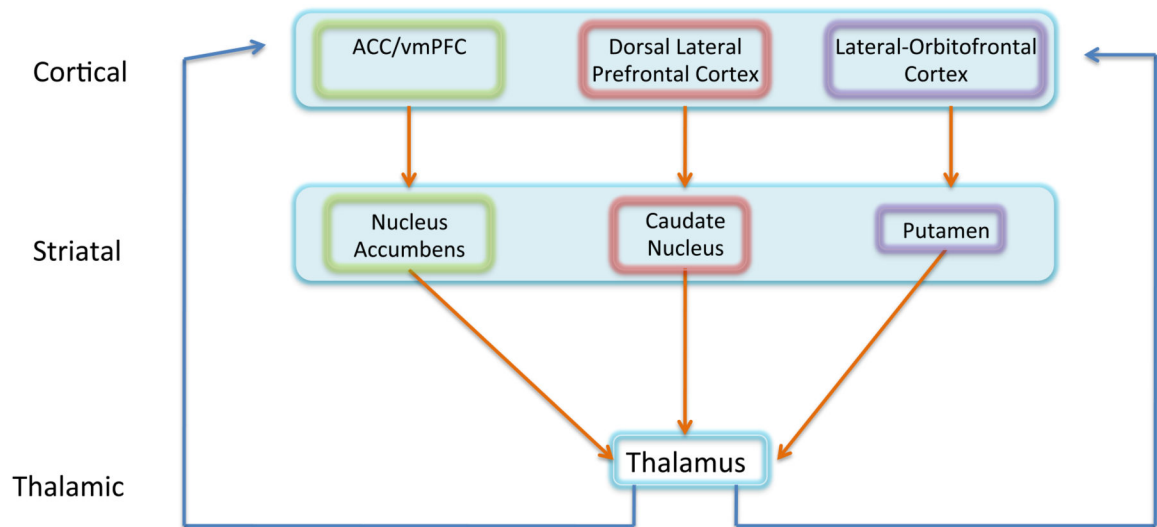 Cortical
ACC/vmPFC
Dorsal Lateral
Prefrontal Cortex
Lateral-Orbitofrontal
Cortex
Striatal
Nucleus
Accumbens
Caudate
Nucleus
Putamen
Thalamic
Thalamus